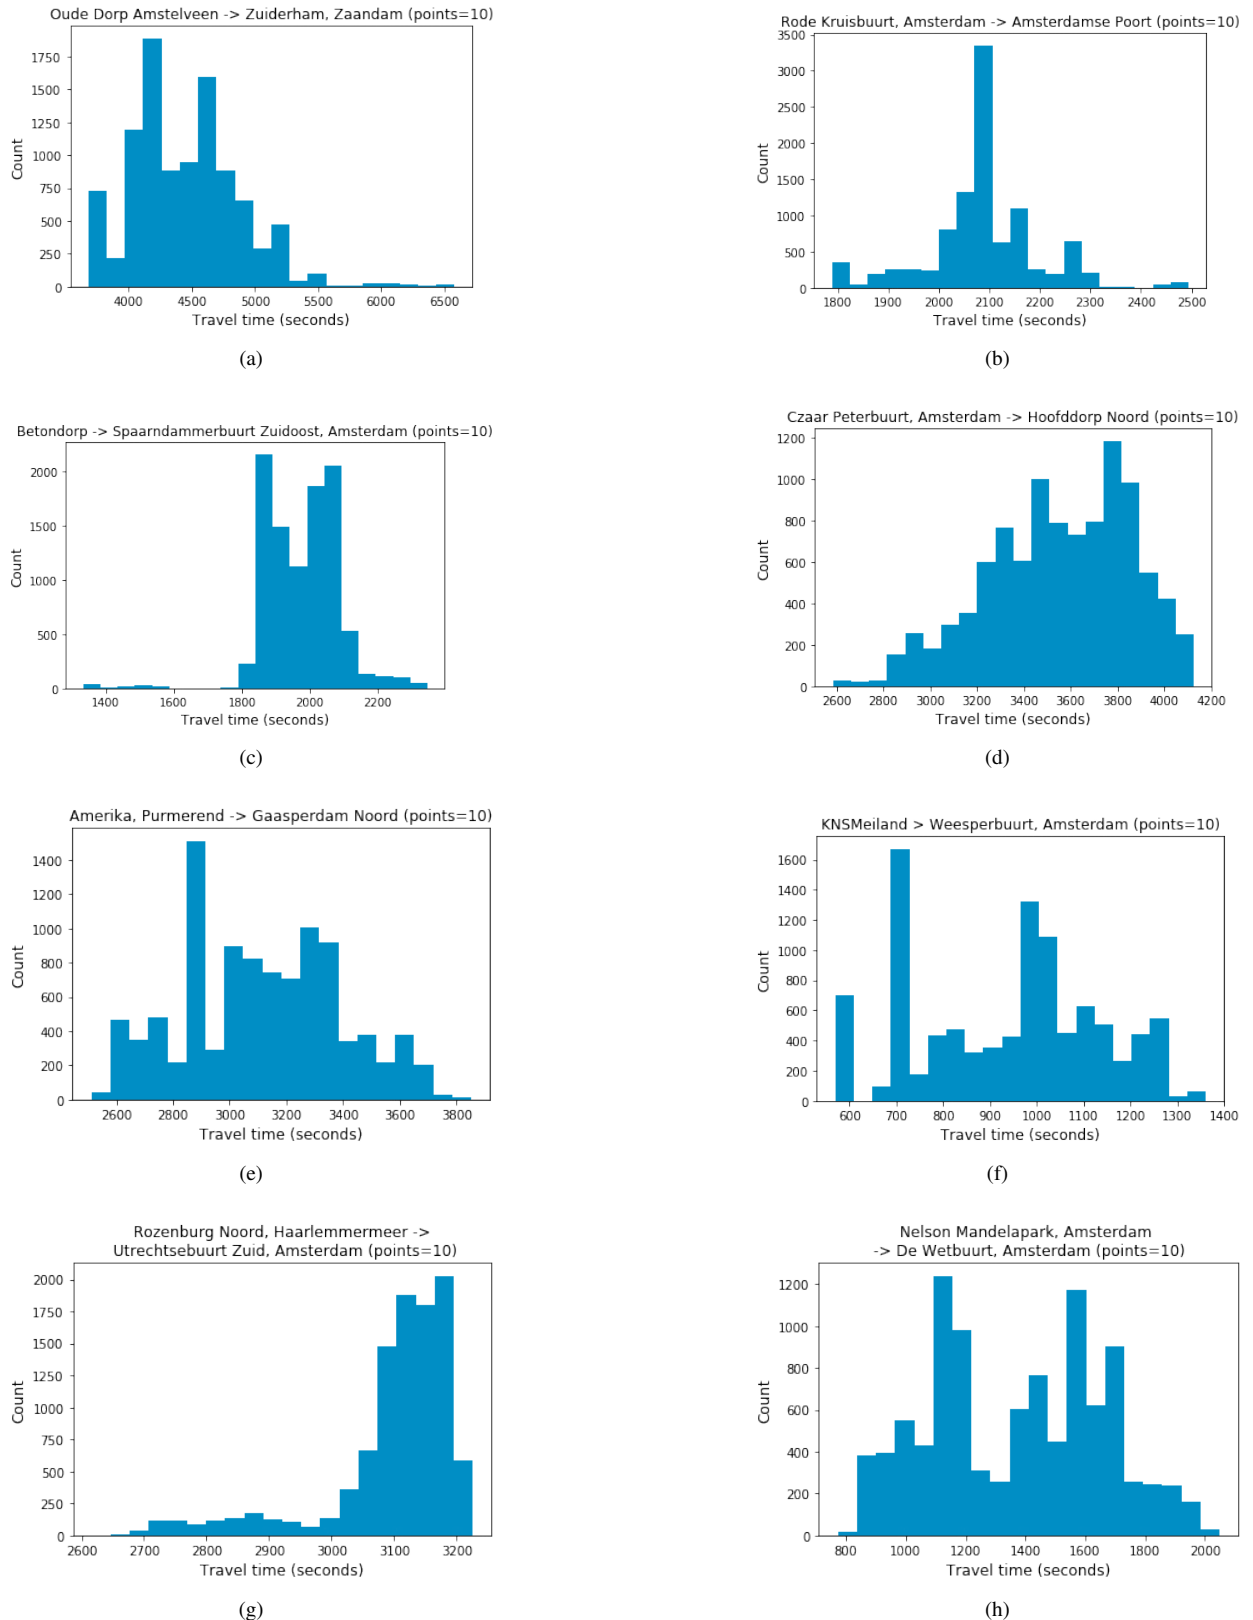 Oude Dorp Amstelveen -> Zuiderham, Zaandam (points=10)
1750
1500
1250
1000
750
500
250
0
Count
4000 4500 5000 5500 6000 6500
Travel time (seconds)
(a)
Rode Kruisbuurt, Amsterdam -> Amsterdamse Poort (points=10)
3500
3000
2500
2000
1500
1000
500
0
Count
1800 1900 2000 2100 2200 2300 2400 2500
Travel time (seconds)
(b)
Betondorp -> Spaarndammerbuurt Zuidoost, Amsterdam (points=10)
2000
1500
1000
500
0
Count
1400 1600 1800 2000 2200
Travel time (seconds)
(c)
Czaar Peterbuurt, Amsterdam -> Hoofddorp Noord (points=10)
1200
1000
800
600
400
200
0
Count
2600 2800 3000 3200 3400 3600 3800 4000 4200
Travel time (seconds)
(d)
Amerika, Purmerend -> Gaasperdam Noord (points=10)
1400
1200
1000
800
600
400
200
0
Count
2600 2800 3000 3200 3400 3600 3800
Travel time (seconds)
(e)
KNSMeiland > Weesperbuurt, Amsterdam (points=10)
1600
1400
1200
1000
800
600
400
200
0
Count
600 700 800 900 1000 1100 1200 1300 1400
Travel time (seconds)
(f)
Rozenburg Noord, Haarlemmermeer ->
Utrechtsebuurt Zuid, Amsterdam (points=10)
2000
1750
1500
1250
1000
750
500
250
0
Count
2600 2700 2800 2900 3000 3100 3200
Travel time (seconds)
(g)
Nelson Mandelapark, Amsterdam
-> De Wetbuurt, Amsterdam (points=10)
1200
1000
800
600
400
200
0
Count
800 1000 1200 1400 1600 1800 2000
Travel time (seconds)
(h)